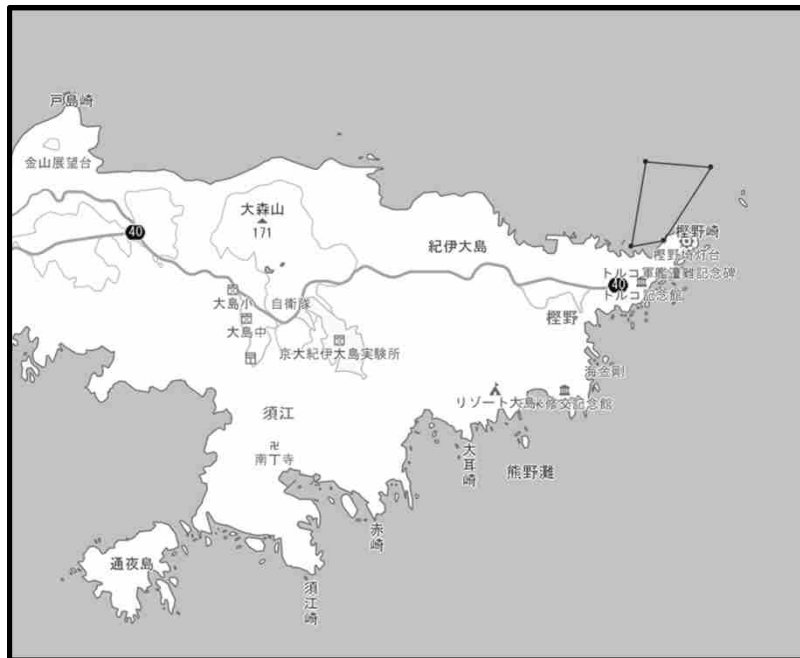 戸島崎
金山展望台
大森山
171
40
紀伊大島
樫野崎
樫野埼灯台
トルコ軍艦遭難記念碑
トルコ記念館
40
大島小
自衛隊
大島中
樫野
京大紀伊大島実験所
海金剛
リゾート大島
米修交記念館
須江
卍
南丁寺
大耳崎
熊野灘
赤崎
通夜島
須江崎